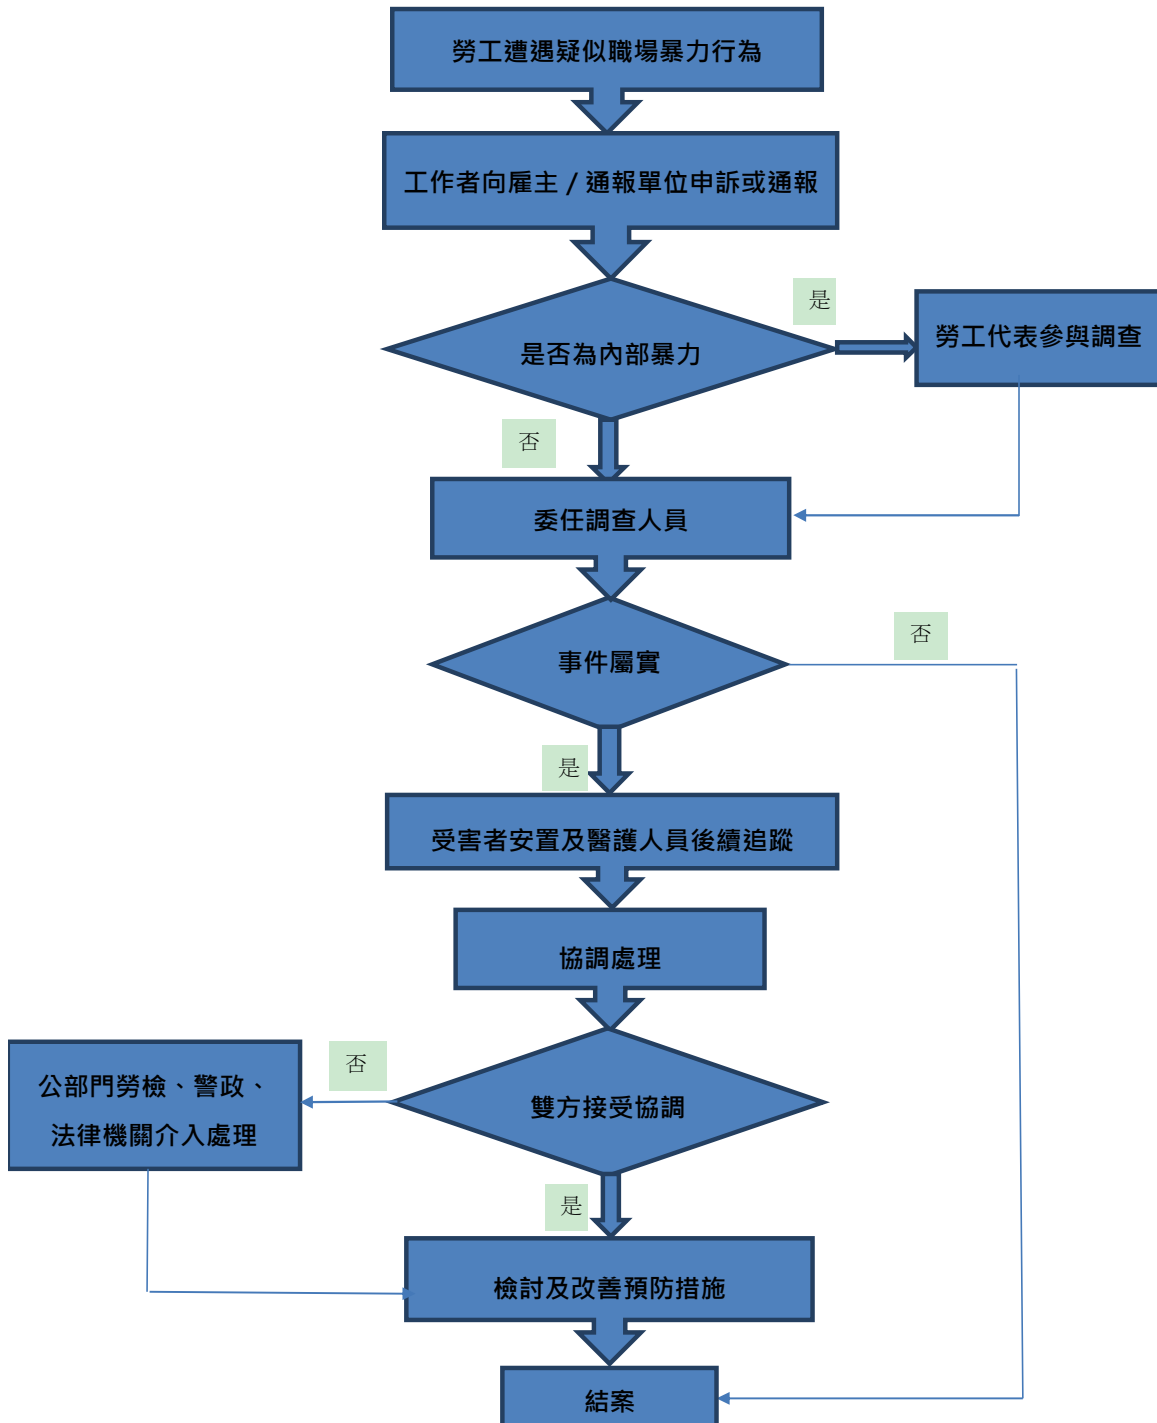 勞工遭遇疑似職場暴力行為
工作者向雇主 / 通報單位申訴或通報
是
勞工代表參與調查
是否為內部暴力
否
委任調查人員
否
事件屬實
是
受害者安置及醫護人員後續追蹤
協調處理
否
公部門勞檢、警政、
法律機關介入處理
雙方接受協調
是
檢討及改善預防措施
結案